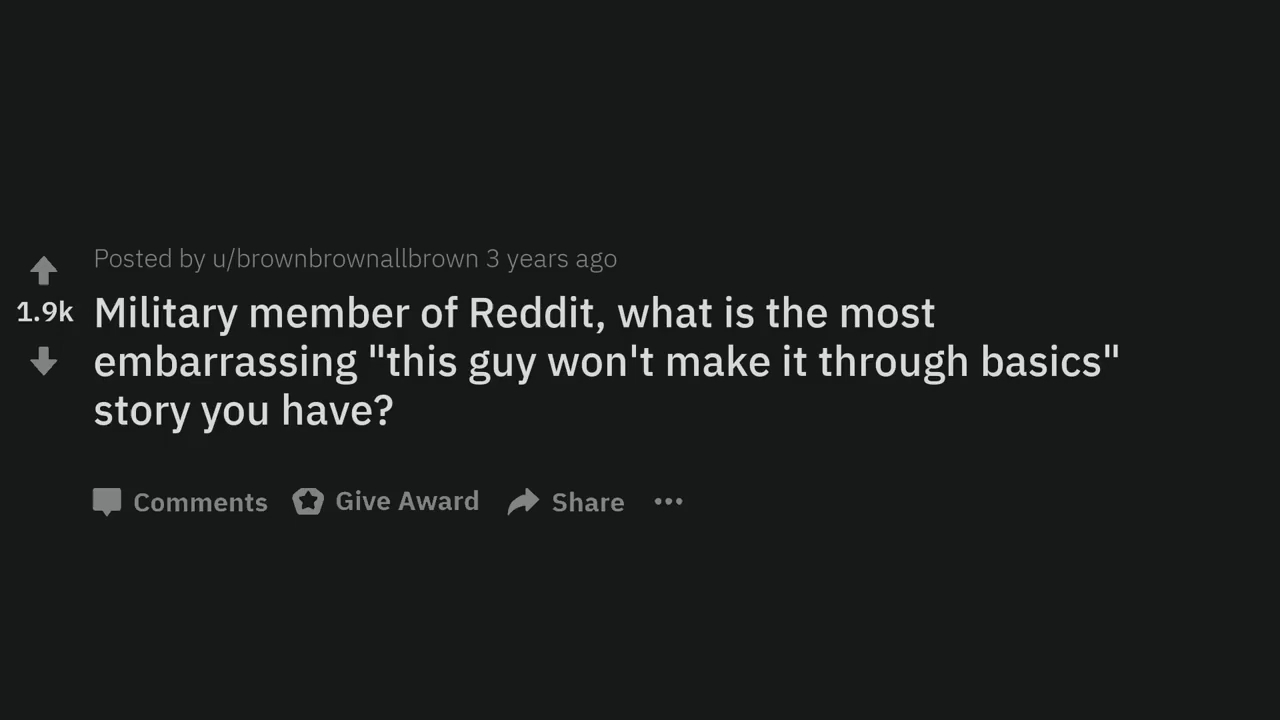 Posted by u/brownbrownallbrown 3 years ago
1.9k
Military member of Reddit, what is the most
embarrassing "this guy won't make it through basics"
story you have?
Comments Give Award Share